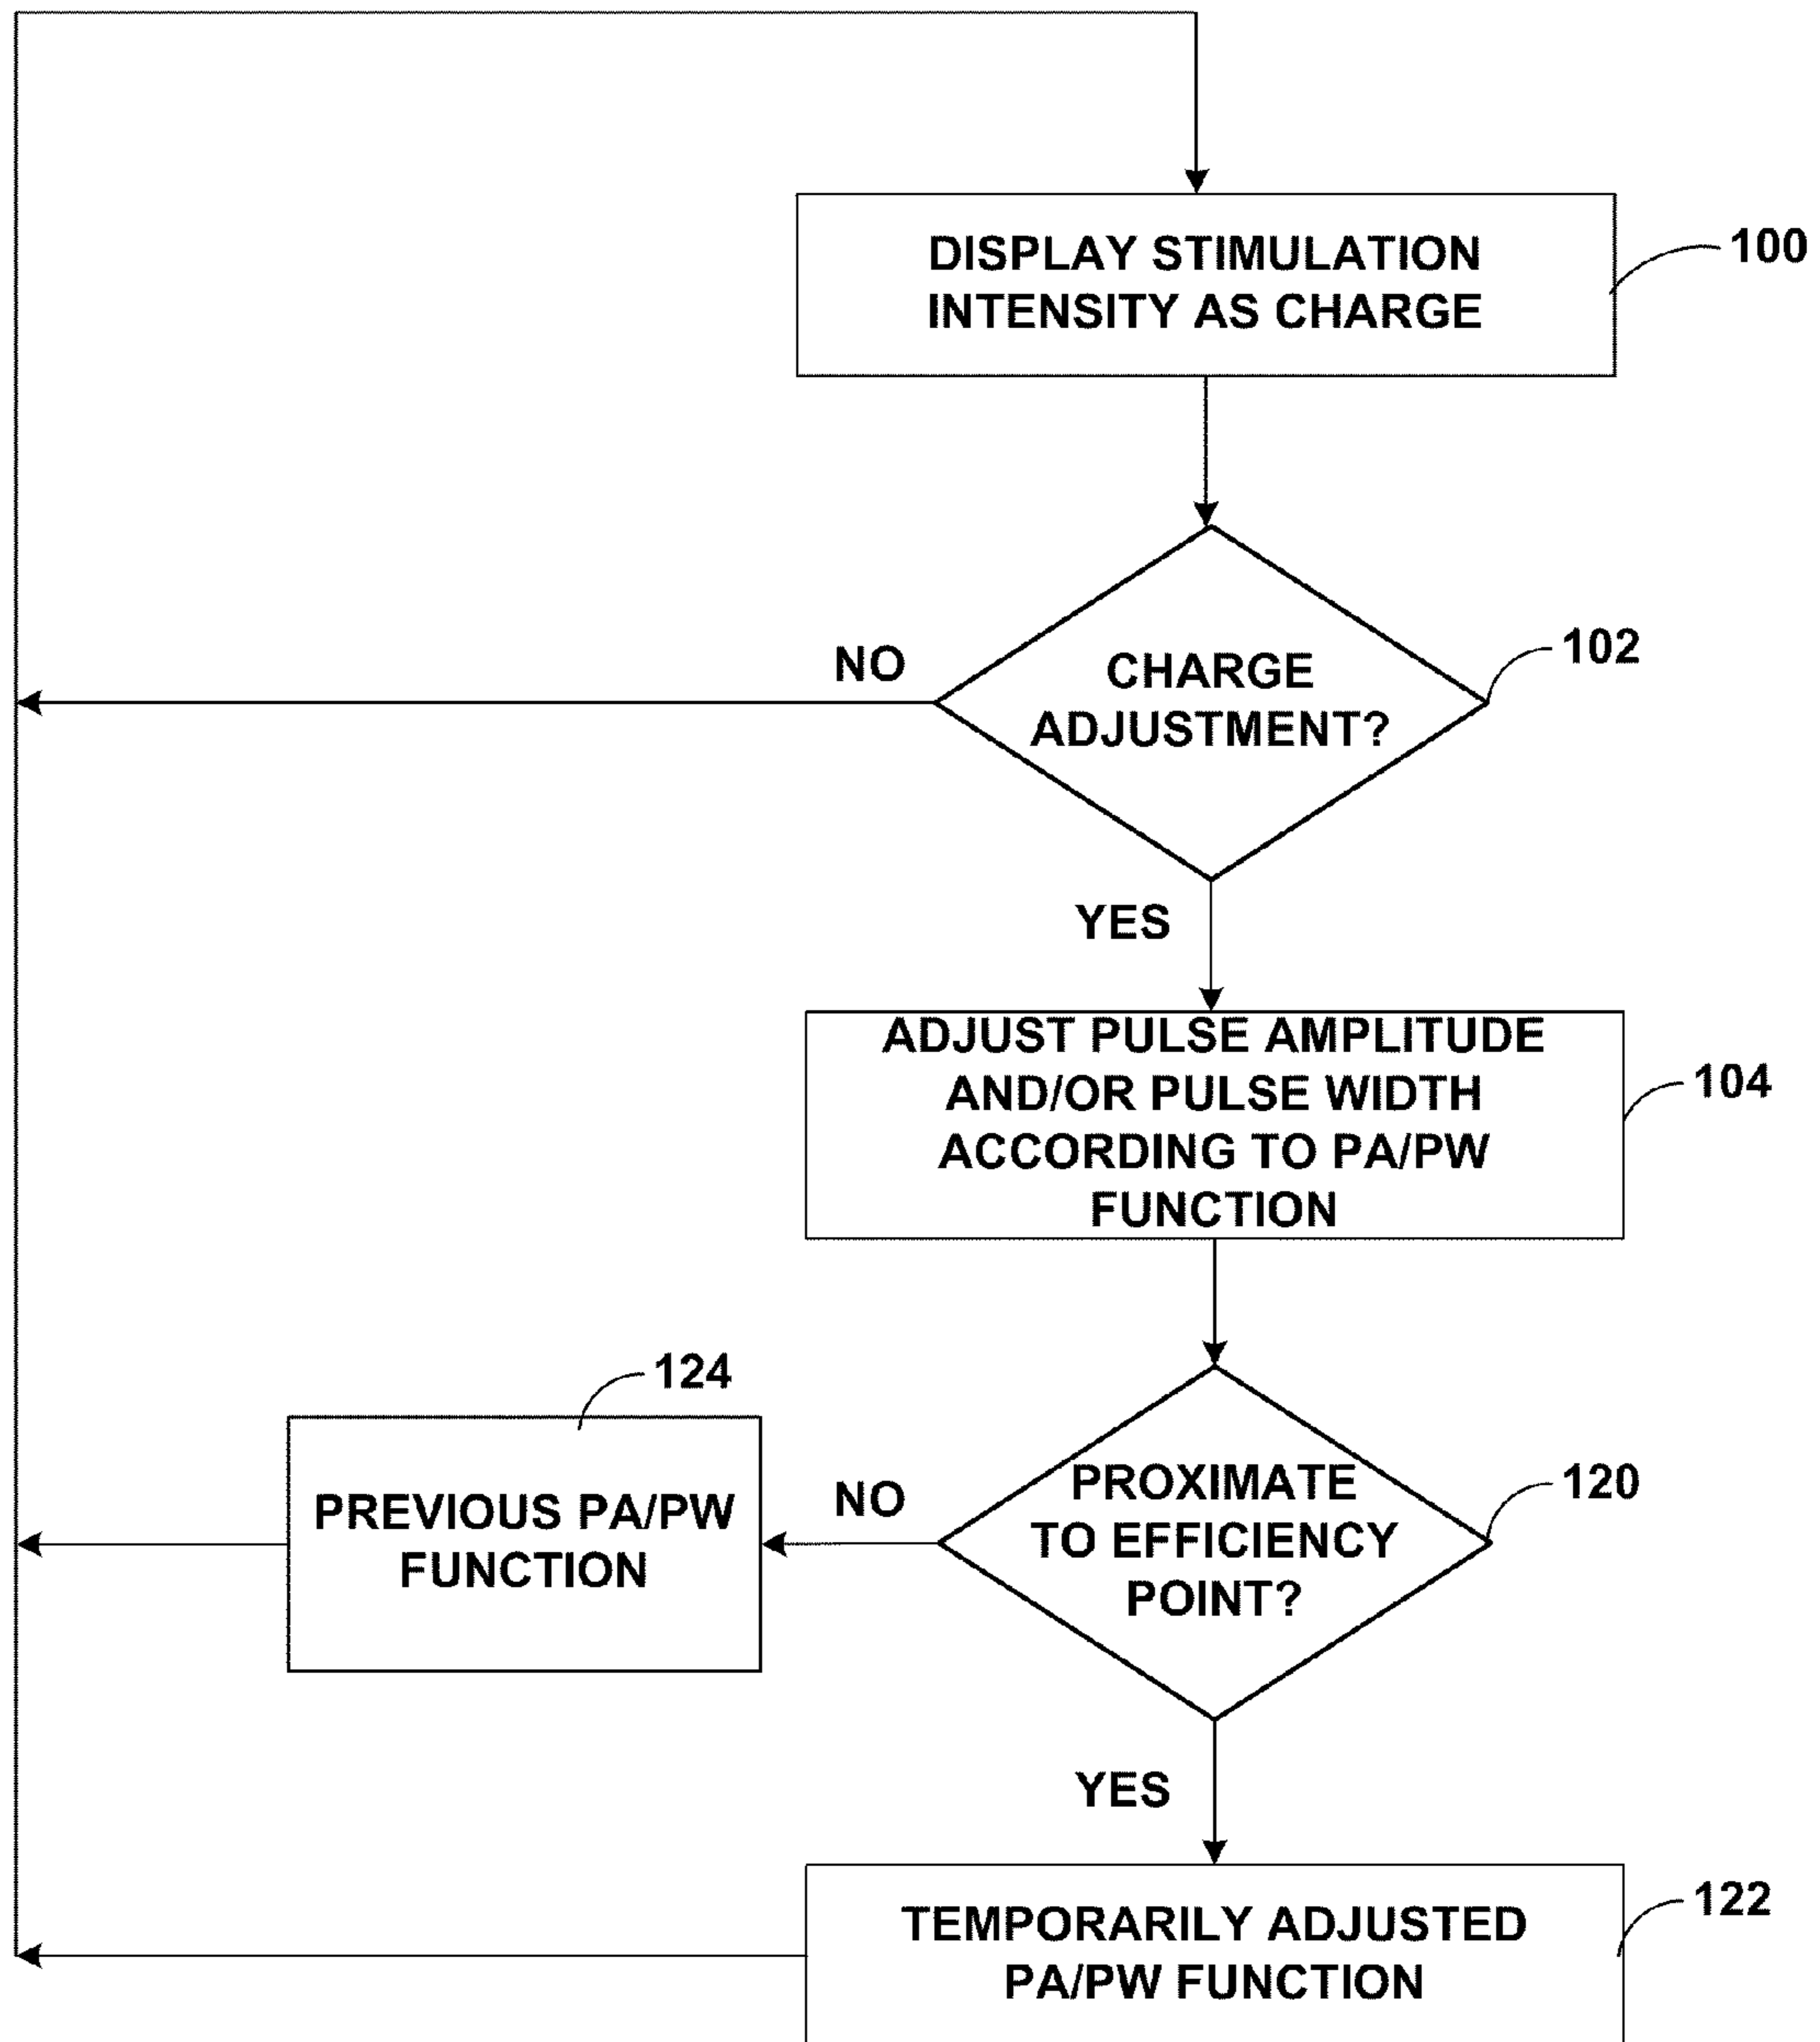 DISPLAY STIMULATION
INTENSITY AS CHARGE
100
NO
CHARGE
ADJUSTMENT?
102
YES
ADJUST PULSE AMPLITUDE
AND/OR PULSE WIDTH
ACCORDING TO PA/PW
FUNCTION
104
124
PREVIOUS PA/PW
FUNCTION
NO
PROXIMATE
TO EFFICIENCY
POINT?
120
YES
TEMPORARILY ADJUSTED
PA/PW FUNCTION
122